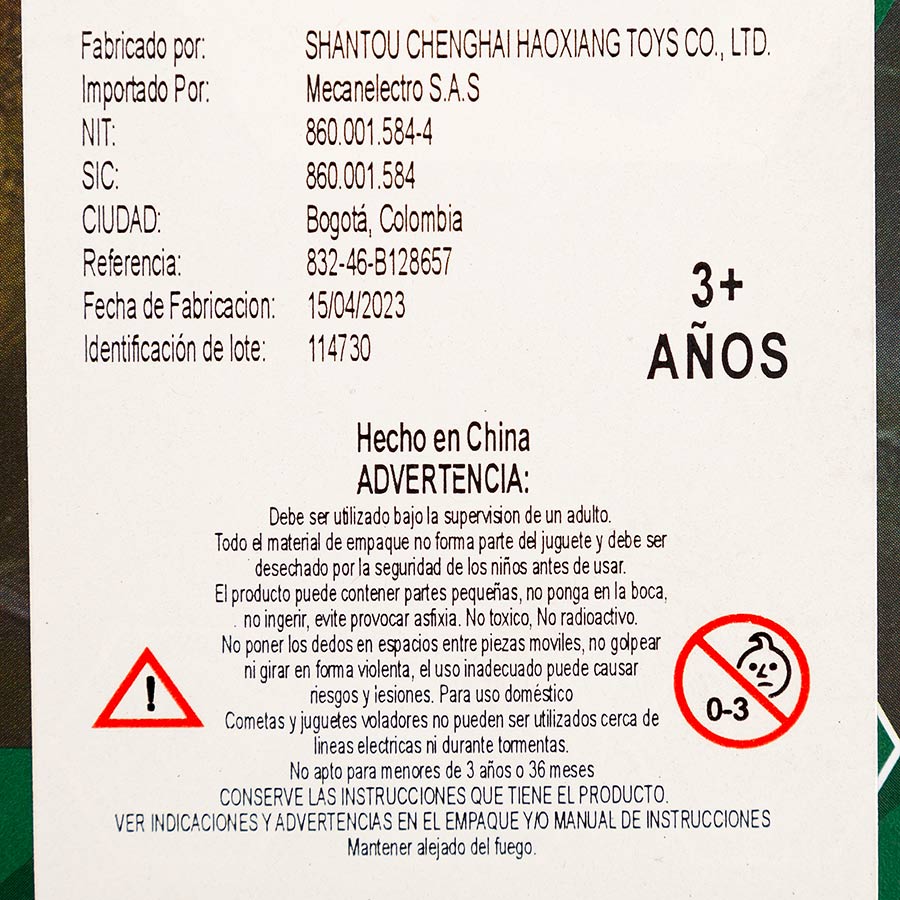 Fabricado por: SHANTOU CHENGHAI HAOXIANG TOYS CO., LTD.
Importado Por: Mecanelectro S.A.S
NIT: 860.001.584-4
SIC: 860.001.584
CIUDAD: Bogotá, Colombia
Referencia: 832-46-B128657
Fecha de Fabricacion: 15/04/2023
Identificación de lote: 114730
3+
AÑOS
Hecho en China
ADVERTENCIA:
Debe ser utilizado bajo la supervision de un adulto.
Todo el material de empaque no forma parte del juguete y debe ser
desechado por la seguridad de los niños antes de usar.
El producto puede contener partes pequeñas, no ponga en la boca,
no ingerir, evite provocar asfixia. No toxico, No radioactivo.
No poner los dedos en espacios entre piezas moviles, no golpear
ni girar en forma violenta, el uso inadecuado puede causar
riesgos y lesiones. Para uso doméstico
Cometas y juguetes voladores no pueden ser utilizados cerca de
lineas electricas ni durante tormentas.
No apto para menores de 3 años o 36 meses
CONSERVE LAS INSTRUCCIONES QUE TIENE EL PRODUCTO.
VER INDICACIONES Y ADVERTENCIAS EN EL EMPAQUE Y/O MANUAL DE INSTRUCCIONES
Mantener alejado del fuego.
!
0-3